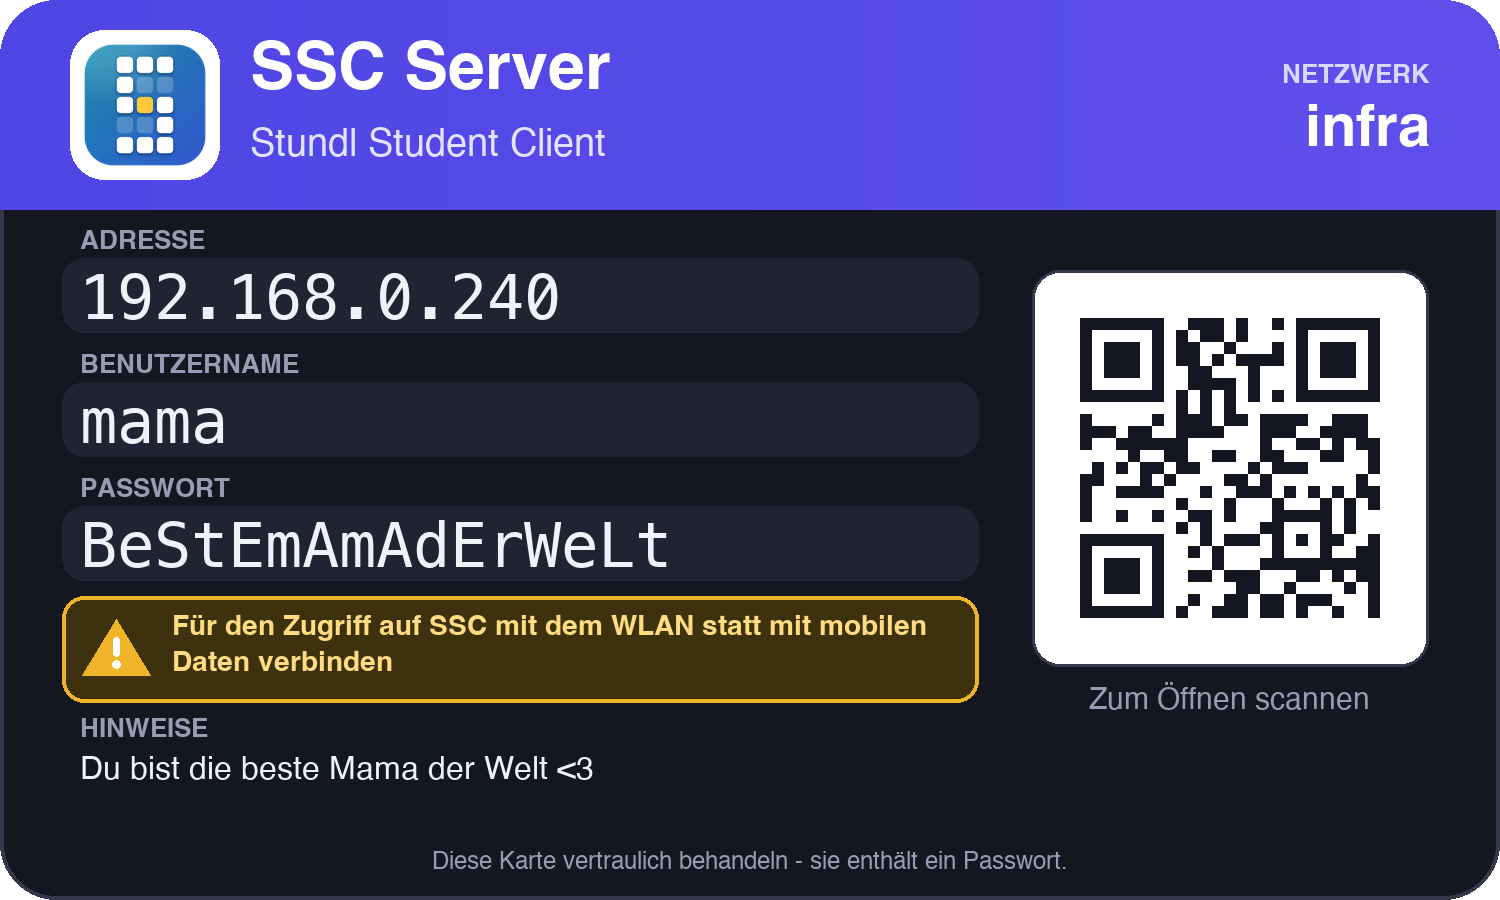 SSC Server
Stundl Student Client
NETZWERK
infra
ADRESSE
192.168.0.240
BENUTZERNAME
mama
PASSWORT
BeStEmAmAdErWeLt
Für den Zugriff auf SSC mit dem WLAN statt mit mobilen
Daten verbinden
HINWEISE
Du bist die beste Mama der Welt <3
Zum Öffnen scannen
Diese Karte vertraulich behandeln - sie enthält ein Passwort.